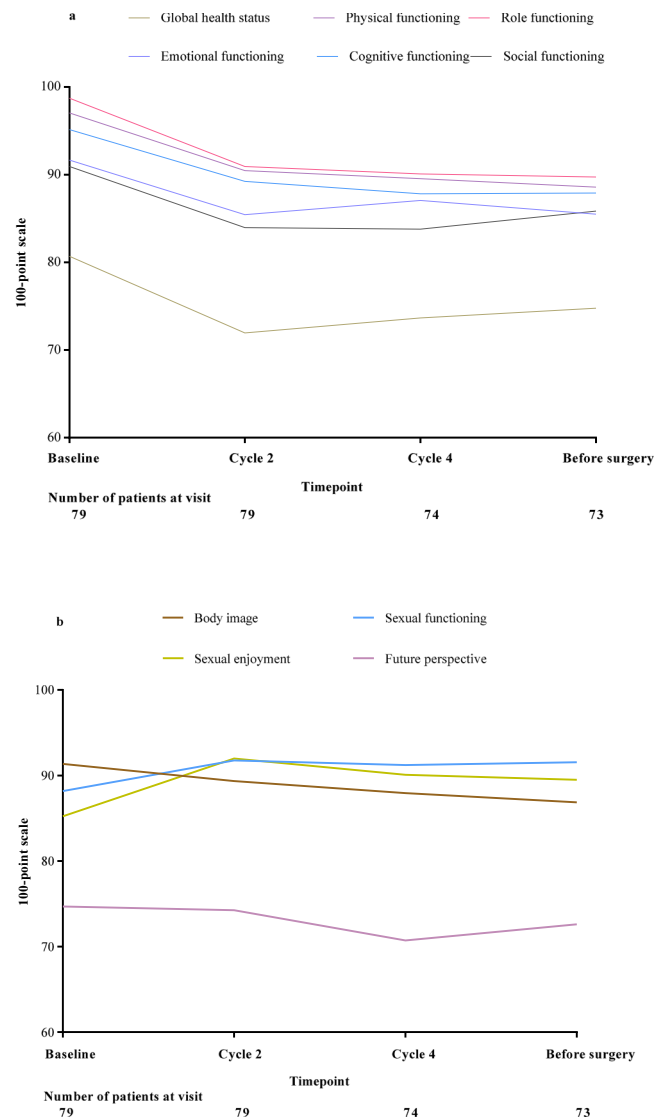 a
Global health status Physical functioning Role functioning
Emotional functioning Cognitive functioning Social functioning
100
90
80
70
60
100-point scale
Baseline Cycle 2 Cycle 4 Before surgery
Timepoint
Number of patients at visit
79 79 74 73
b
Body image Sexual functioning
Sexual enjoyment Future perspective
100
90
80
70
60
100-point scale
Baseline Cycle 2 Cycle 4 Before surgery
Timepoint
Number of patients at visit
79 79 74 73